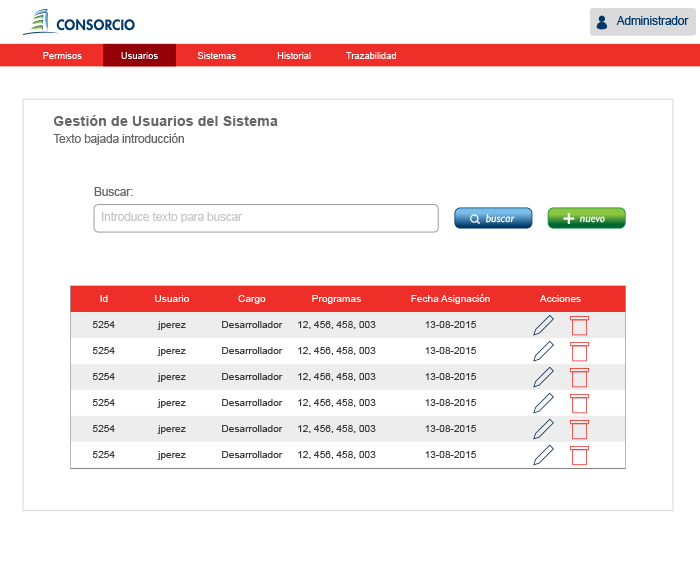 CONSORCIO
Administrador
Permisos Usuarios Sistemas Historial Trazabilidad
Gestión de Usuarios del Sistema
Texto bajada introducción
Buscar:
Introduce texto para buscar
buscar
nuevo
Id Usuario Cargo Programas Fecha Asignación Acciones
5254 jperez Desarrollador 12, 456, 458, 003 13-08-2015
5254 jperez Desarrollador 12, 456, 458, 003 13-08-2015
5254 jperez Desarrollador 12, 456, 458, 003 13-08-2015
5254 jperez Desarrollador 12, 456, 458, 003 13-08-2015
5254 jperez Desarrollador 12, 456, 458, 003 13-08-2015
5254 jperez Desarrollador 12, 456, 458, 003 13-08-2015